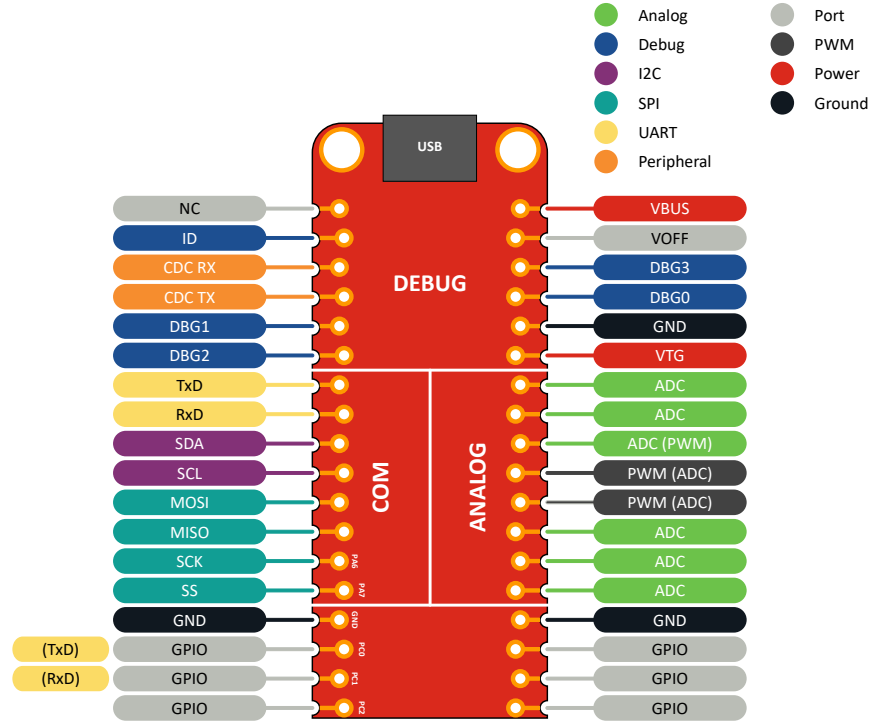 Analog
Debug
I2C
SPI
UART
Peripheral
Port
PWM
Power
Ground
USB
NC
ID
CDC RX
CDC TX
DBG1
DBG2
TxD
RxD
SDA
SCL
MOSI
MISO
SCK
SS
GND
(TxD) GPIO
(RxD) GPIO
GPIO
DEBUG
COM
ANALOG
PA6
PA7
GND
PC0
PC1
PC2
VBUS
VOFF
DBG3
DBG0
GND
VTG
ADC
ADC
ADC (PWM)
PWM (ADC)
PWM (ADC)
ADC
ADC
ADC
GND
GPIO
GPIO
GPIO